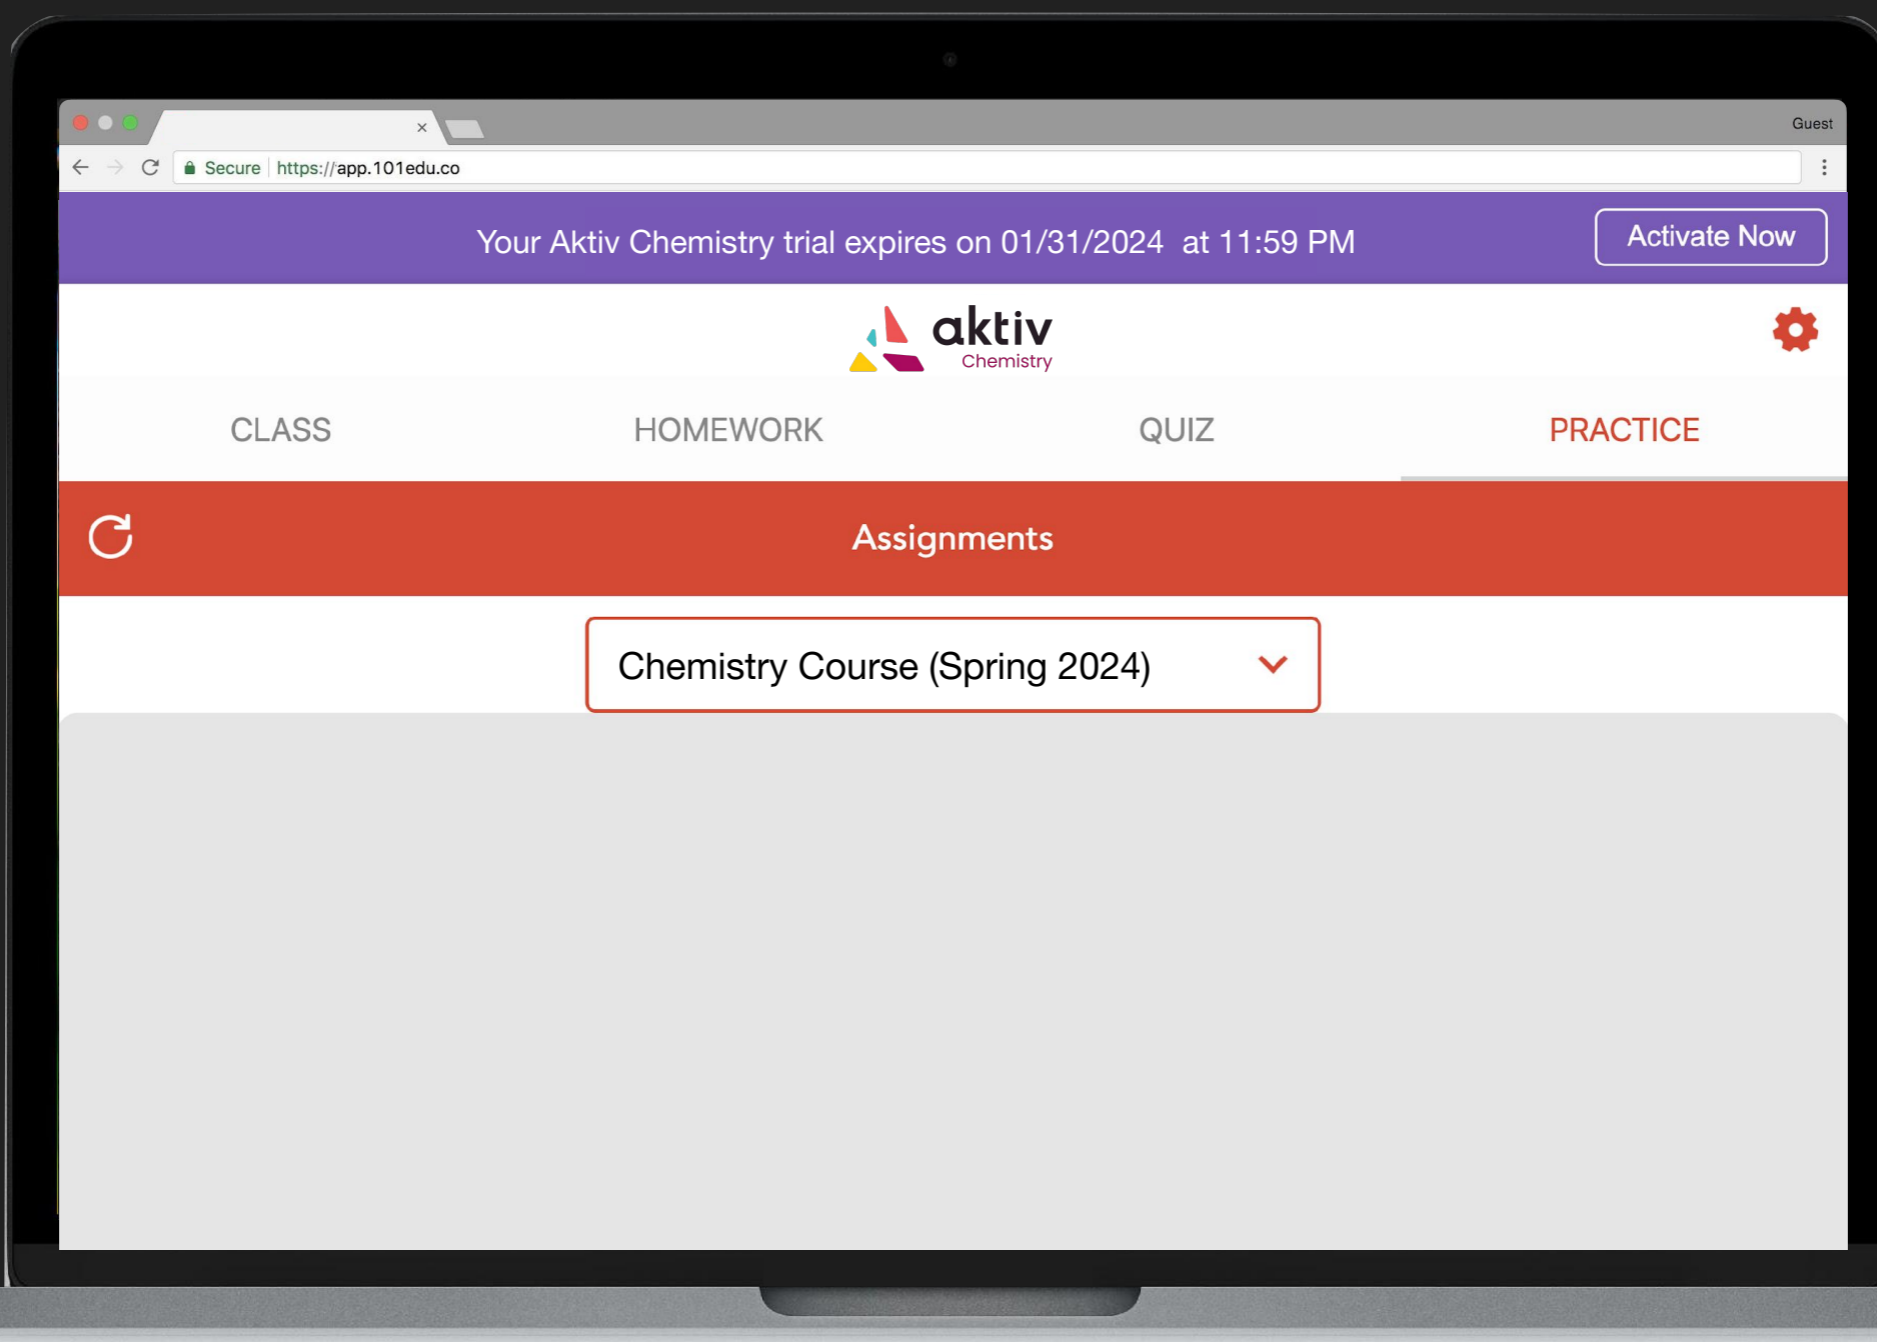 Guest
Secure https://app.101edu.co
Your Aktiv Chemistry trial expires on 01/31/2024 at 11:59 PM
Activate Now
aktiv
Chemistry
CLASS
HOMEWORK
QUIZ
PRACTICE
Assignments
Chemistry Course (Spring 2024)